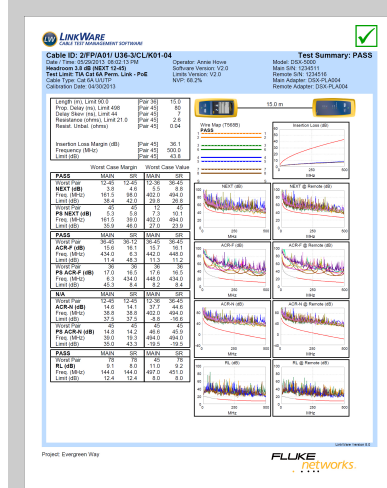 LINKWARE
CABLE TEST MANAGEMENT SOFTWARE
Cable ID: 2/FP/A01/ U36-3/CL/K01-04
Test Summary: PASS
Date / Time: 05/29/2013 06:02:13 PM
Headroom 3.8 dB (NEXT 12-45)
Test Limit: TIA Cat 6A Perm. Link - PoE
Cable Type: Cat 6A U/UTP
Calibration Date: 04/30/2013
Operator: Annie Howe
Software Version: V2.0
Limits Version: V2.0
NVP: 68.2%
Model: DSX-5000
Main S/N: 1234511
Remote S/N: 1234516
Main Adapter: DSX-PLA004
Remote Adapter: DSX-PLA004
Length (m), Limit 90.0 [Pair 36] 15.0
Prop. Delay (ns), Limit 498 [Pair 45] 80
Delay Skew (ns), Limit 44 [Pair 45] 7
Resistance (ohms), Limit 21.0 [Pair 45] 2.6
Resist. Unbal. (ohms) [Pair 36] 0.04
Insertion Loss Margin (dB) [Pair 45] 36.1
Frequency (MHz) [Pair 45] 500.0
Limit (dB) [Pair 45] 43.8
Worst Case Margin Worst Case Value
PASS MAIN SR MAIN SR
Worst Pair 12-45 12-45 12-36 36-45
NEXT (dB) 3.8 4.6 5.5 8.8
Freq. (MHz) 161.5 98.0 402.0 494.0
Limit (dB) 38.4 42.0 29.8 26.8
Worst Pair 45 45 12 45
PS NEXT (dB) 5.3 5.8 7.3 10.1
Freq. (MHz) 161.5 39.0 402.0 494.0
Limit (dB) 35.9 46.0 27.0 23.9
PASS MAIN SR MAIN SR
Worst Pair 36-45 36-12 36-45 36-45
ACR-F (dB) 15.6 16.1 15.7 16.1
Freq. (MHz) 434.0 6.3 442.0 448.0
Limit (dB) 11.4 48.3 11.3 11.2
Worst Pair 36 36 36 36
PS ACR-F (dB) 17.0 16.5 17.6 16.5
Freq. (MHz) 6.3 434.0 448.0 434.0
Limit (dB) 45.3 8.4 8.2 8.4
N/A MAIN SR MAIN SR
Worst Pair 12-45 12-45 12-36 36-45
ACR-N (dB) 14.6 14.1 37.7 44.6
Freq. (MHz) 38.8 38.8 402.0 494.0
Limit (dB) 37.5 37.5 -8.8 -16.6
Worst Pair 45 45 45 45
PS ACR-N (dB) 14.8 14.2 46.6 45.9
Freq. (MHz) 39.0 19.3 494.0 494.0
Limit (dB) 35.0 43.3 -19.5 -19.5
PASS MAIN SR MAIN SR
Worst Pair 78 78 45 78
RL (dB) 9.1 8.0 11.0 9.2
Freq. (MHz) 144.0 144.0 497.0 451.0
Limit (dB) 12.4 12.4 8.0 8.0
15.0 m
Wire Map (T568B)
PASS
Insertion Loss (dB)
MHz
NEXT (dB)
NEXT @ Remote (dB)
MHz
MHz
ACR-F (dB)
ACR-F @ Remote (dB)
MHz
MHz
ACR-N (dB)
ACR-N @ Remote (dB)
MHz
MHz
RL (dB)
RL @ Remote (dB)
MHz
MHz
Project: Evergreen Way
FLUKE
networks.